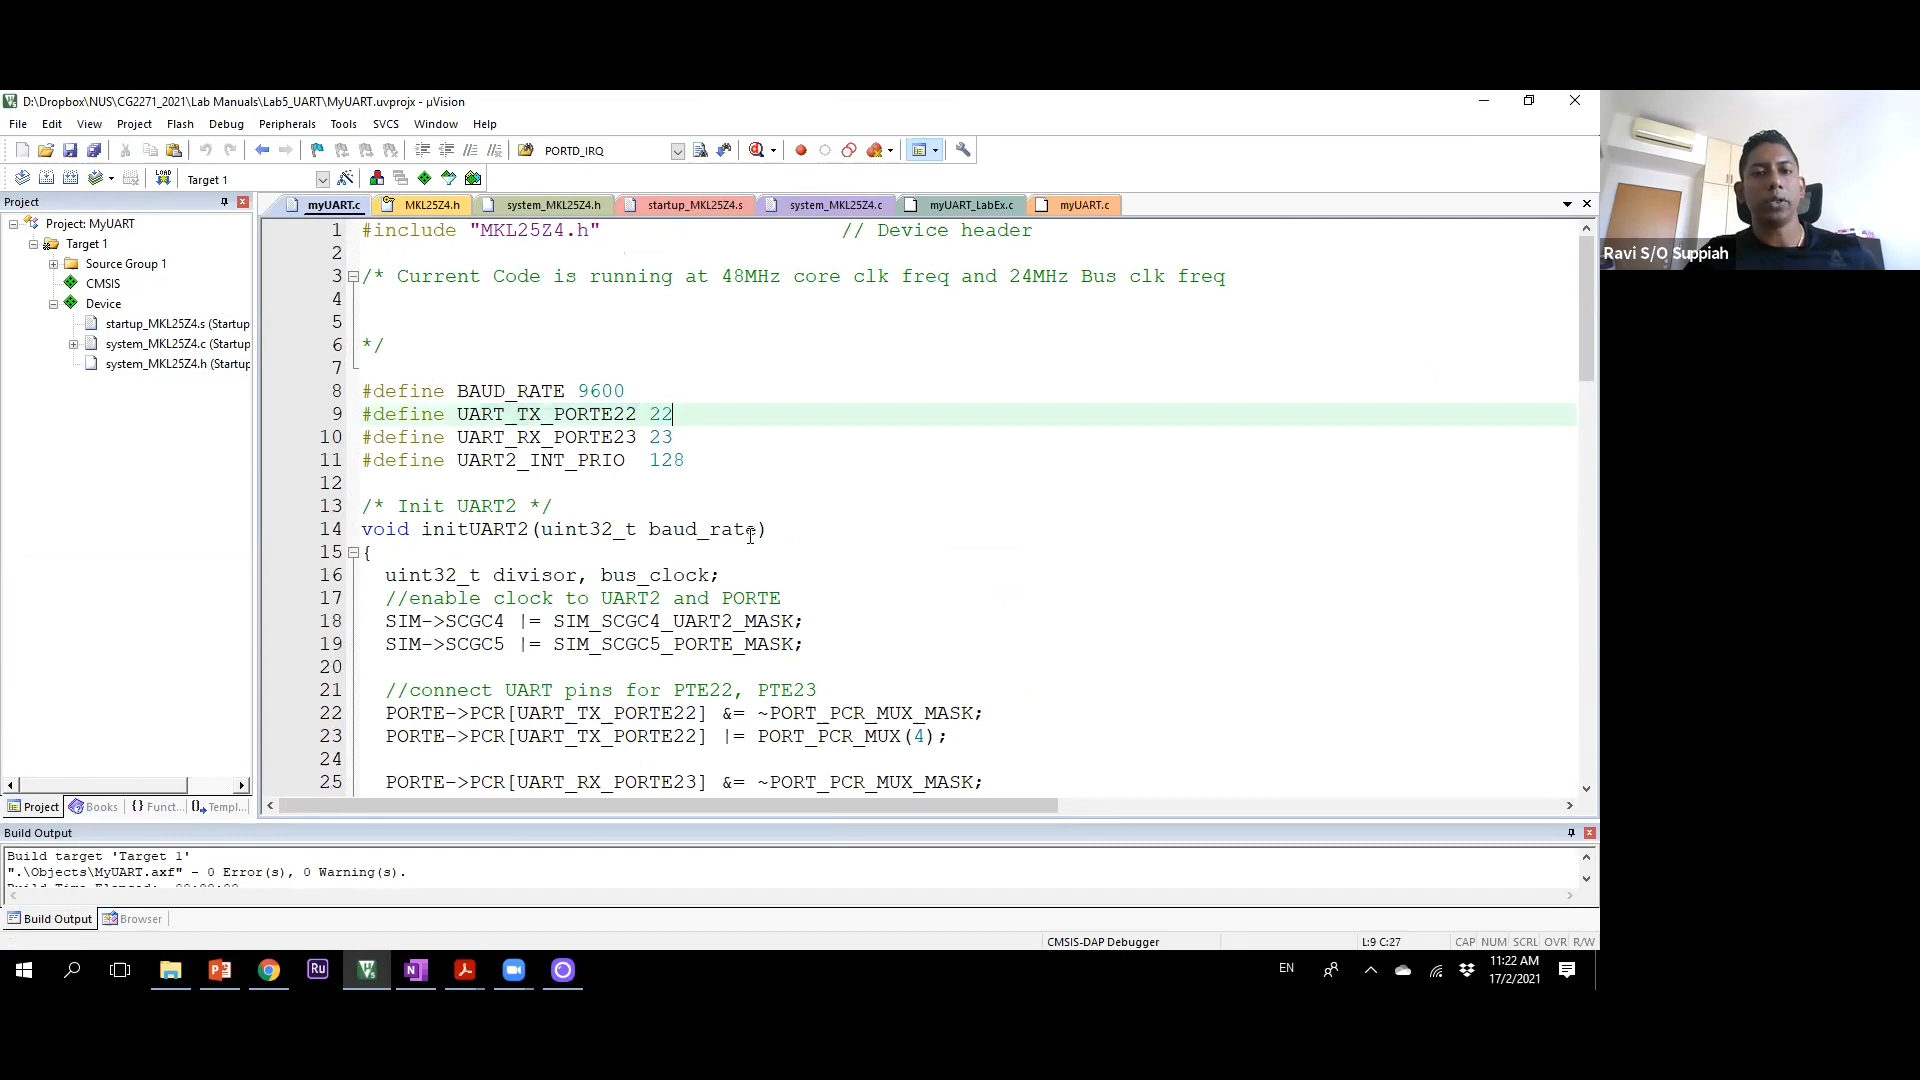 D:\Dropbox\NUS\CG2271_2021\Lab Manuals\Lab5_UART\MyUART.uvprojx - µVision
File Edit View Project Flash Debug Peripherals Tools SVCS Window Help
PORTD_IRQ
LOAD Target 1
Project
Project: MyUART
Target 1
Source Group 1
CMSIS
Device
startup_MKL25Z4.s (Startup
system_MKL25Z4.c (Startup
system_MKL25Z4.h (Startup
Project Books {} Funct... Templ...
myUART.c MKL25Z4.h system_MKL25Z4.h startup_MKL25Z4.s system_MKL25Z4.c myUART_LabEx.c myUART.c
1 #include "MKL25Z4.h" // Device header
2
3 /* Current Code is running at 48MHz core clk freq and 24MHz Bus clk freq
4
5
6 */
7
8 #define BAUD_RATE 9600
9 #define UART_TX_PORTE22 22
10 #define UART_RX_PORTE23 23
11 #define UART2_INT_PRIO 128
12
13 /* Init UART2 */
14 void initUART2(uint32_t baud_rate)
15 {
16 uint32_t divisor, bus_clock;
17 //enable clock to UART2 and PORTE
18 SIM->SCGC4 |= SIM_SCGC4_UART2_MASK;
19 SIM->SCGC5 |= SIM_SCGC5_PORTE_MASK;
20
21 //connect UART pins for PTE22, PTE23
22 PORTE->PCR[UART_TX_PORTE22] &= ~PORT_PCR_MUX_MASK;
23 PORTE->PCR[UART_TX_PORTE22] |= PORT_PCR_MUX(4);
24
25 PORTE->PCR[UART_RX_PORTE23] &= ~PORT_PCR_MUX_MASK;
Ravi S/O Suppiah
Build Output
Build target 'Target 1'
".\Objects\MyUART.axf" - 0 Error(s), 0 Warning(s).
Build Time Elapsed: 00:00:00
Build Output Browser
CMSIS-DAP Debugger L:9 C:27 CAP NUM SCRL OVR R/W
Ru
EN
11:22 AM
17/2/2021